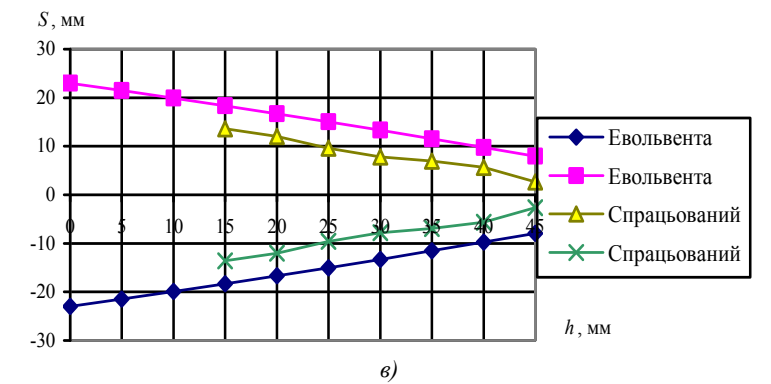 S, мм
30
20
10
0
-10
-20
-30
0 5 10 15 20 25 30 35 40 45
Евольвента
Евольвента
Спрацьований
Спрацьований
h, мм
в)